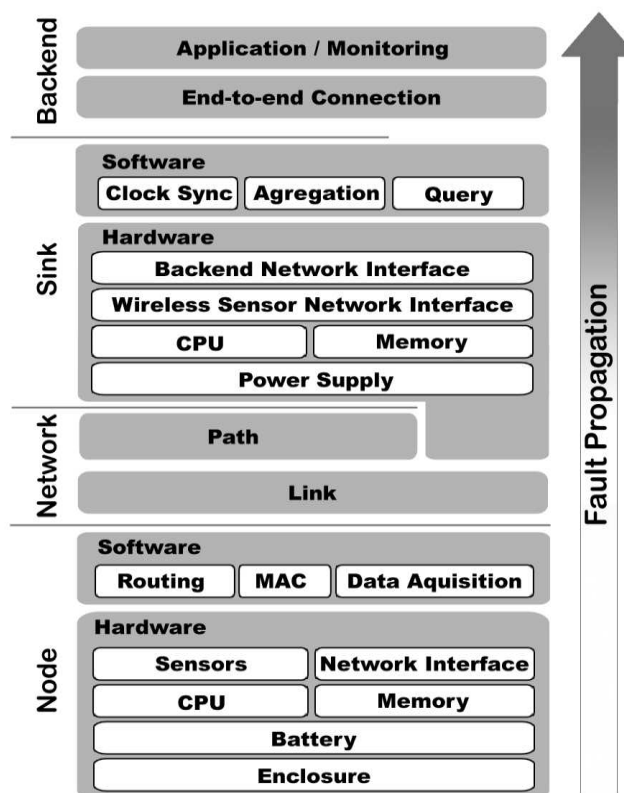 Backend
Application / Monitoring
End-to-end Connection
Sink
Software
Clock Sync
Agregation
Query
Hardware
Backend Network Interface
Wireless Sensor Network Interface
CPU
Memory
Power Supply
Network
Path
Link
Node
Software
Routing
MAC
Data Aquisition
Hardware
Sensors
Network Interface
CPU
Memory
Battery
Enclosure
Fault Propagation